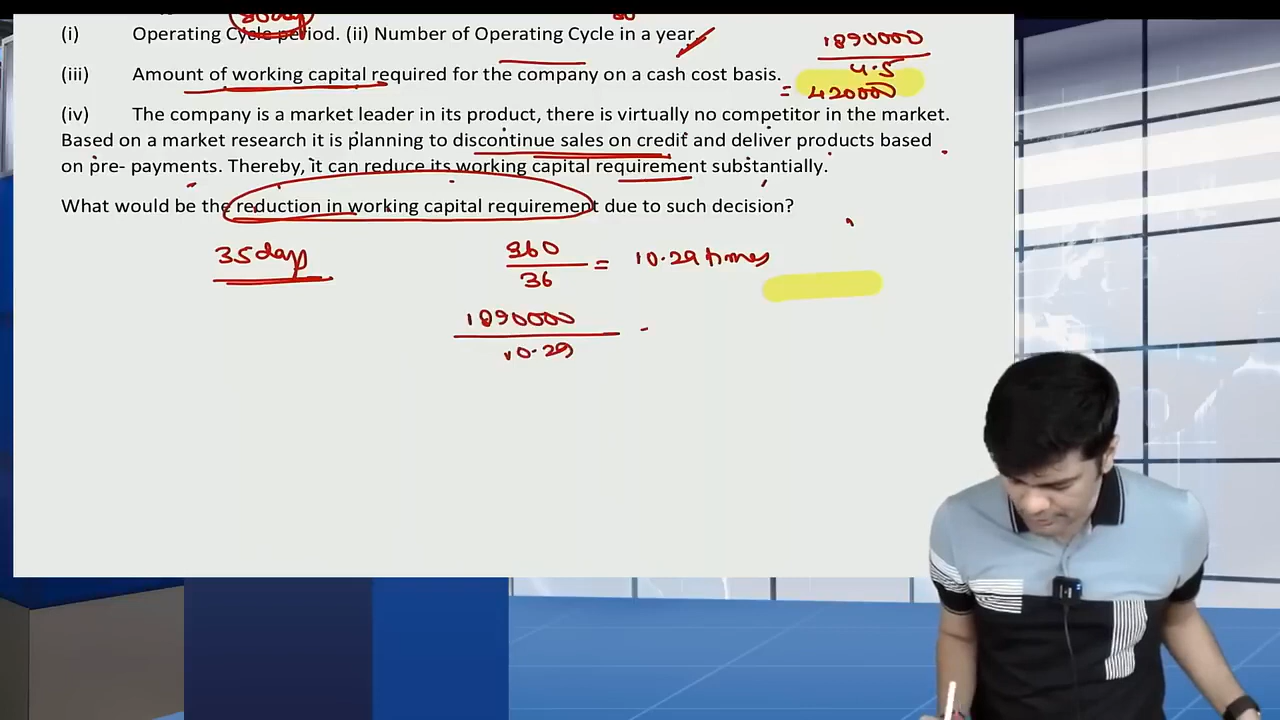 80 days
80
(i) Operating Cycle period. (ii) Number of Operating Cycle in a year.
(iii) Amount of working capital required for the company on a cash cost basis.
1890000
4.5
= 420000
(iv) The company is a market leader in its product, there is virtually no competitor in the market.
Based on a market research it is planning to discontinue sales on credit and deliver products based
on pre- payments. Thereby, it can reduce its working capital requirement substantially.
What would be the reduction in working capital requirement due to such decision?
35 days
360
36
= 10.29 times
1890000
10.29